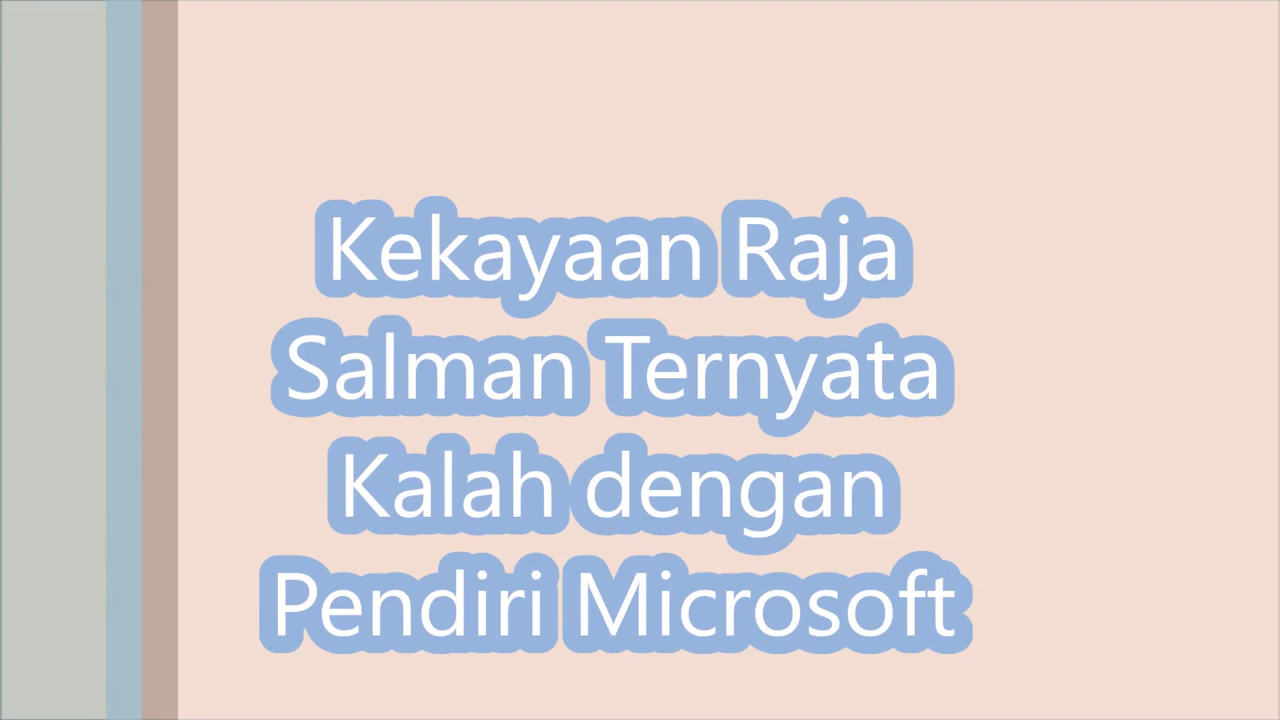 Kekayaan Raja
Salman Ternyata
Kalah dengan
Pendiri Microsoft